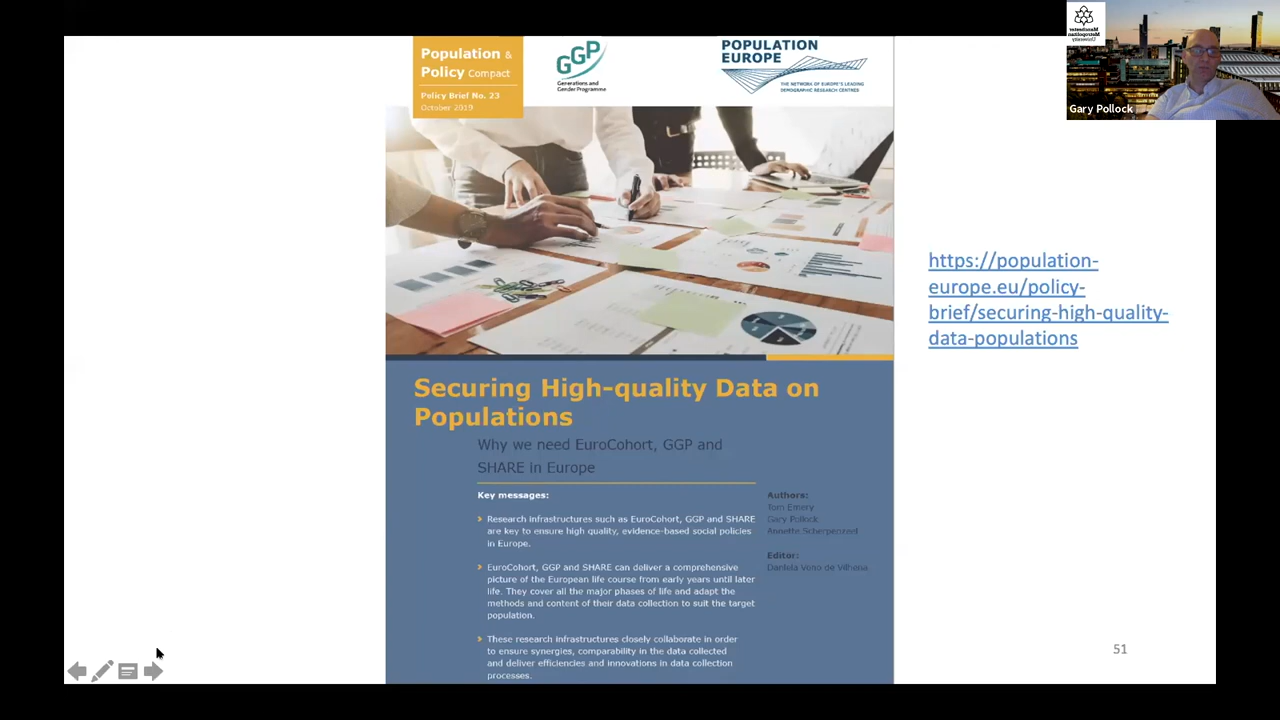 Population &
Policy Compact
Policy Brief No. 23
October 2019
GGP
Generations and
Gender Programme
POPULATION
EUROPE
THE NETWORK OF EUROPE'S LEADING
DEMOGRAPHIC RESEARCH CENTRES
Gary Pollock
https://population-
europe.eu/policy-
brief/securing-high-quality-
data-populations
Securing High-quality Data on
Populations
Why we need EuroCohort, GGP and
SHARE in Europe
Key messages:
Research infrastructures such as EuroCohort, GGP and SHARE
are key to ensure high quality, evidence-based social policies
in Europe.
EuroCohort, GGP and SHARE can deliver a comprehensive
picture of the European life course from early years until later
life. They cover all the major phases of life and adapt the
methods and content of their data collection to suit the target
population.
These research infrastructures closely collaborate in order
to ensure synergies, comparability in the data collected
and deliver efficiencies and innovations in data collection
processes.
Authors:
Tom Emery
Gary Pollock
Annette Scherpenzeel
Editor:
Daniela Vono de Vilhena
51